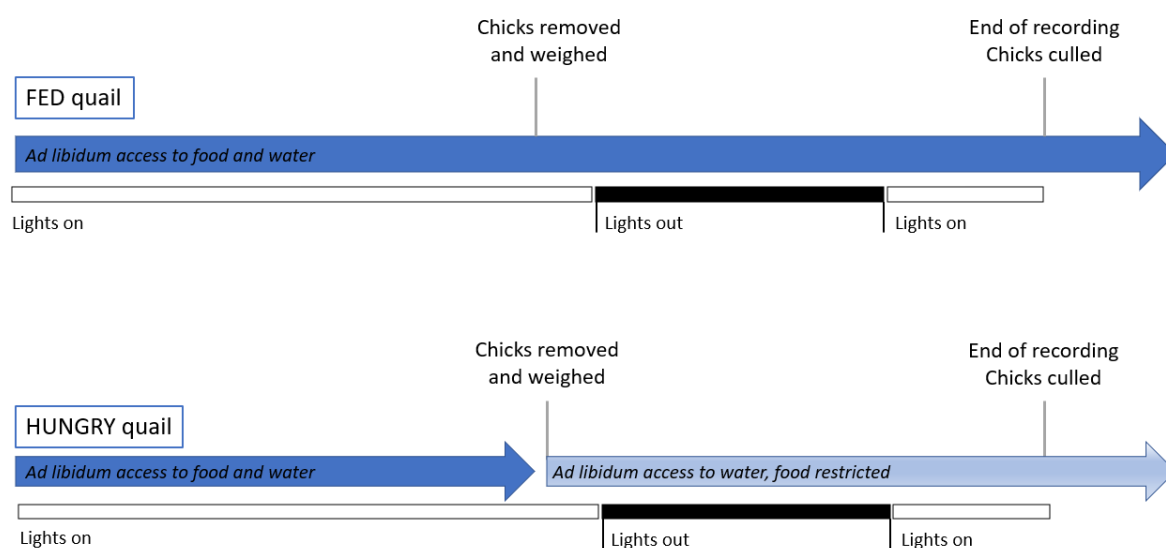 Chicks removed
and weighed
End of recording
Chicks culled
FED quail
Ad libidum access to food and water
Lights on
Lights out
Lights on
Chicks removed
and weighed
End of recording
Chicks culled
HUNGRY quail
Ad libidum access to food and water
Ad libidum access to water, food restricted
Lights on
Lights out
Lights on